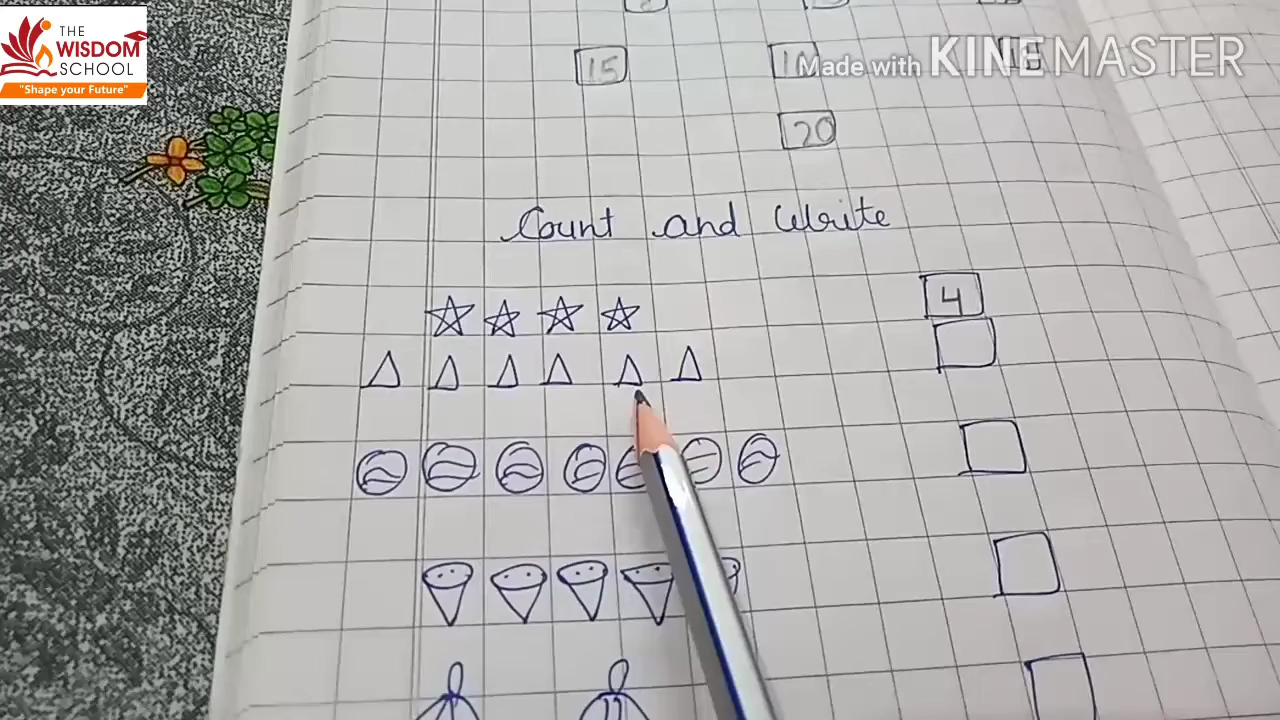 THE
WISDOM
SCHOOL
"Shape your Future"
Made with KINEMASTER
15
20
Count and Write
4